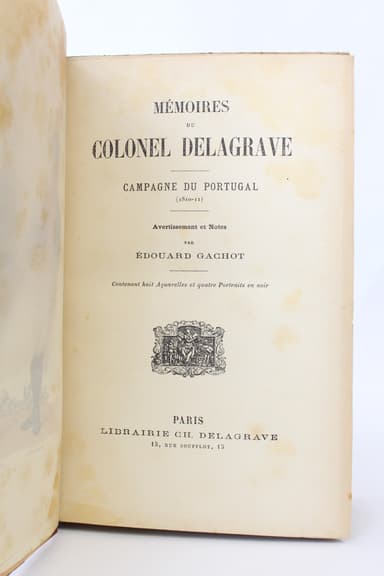 MÉMOIRES
DU
COLONEL DELAGRAVE
CAMPAGNE DU PORTUGAL
(1810-11)
Avertissement et Notes
PAR
ÉDOUARD GACHOT
Contenant huit Aquarelles et quatre Portraits en noir
PARIS
LIBRAIRIE CH. DELAGRAVE
15, RUE SOUFFLOT, 15